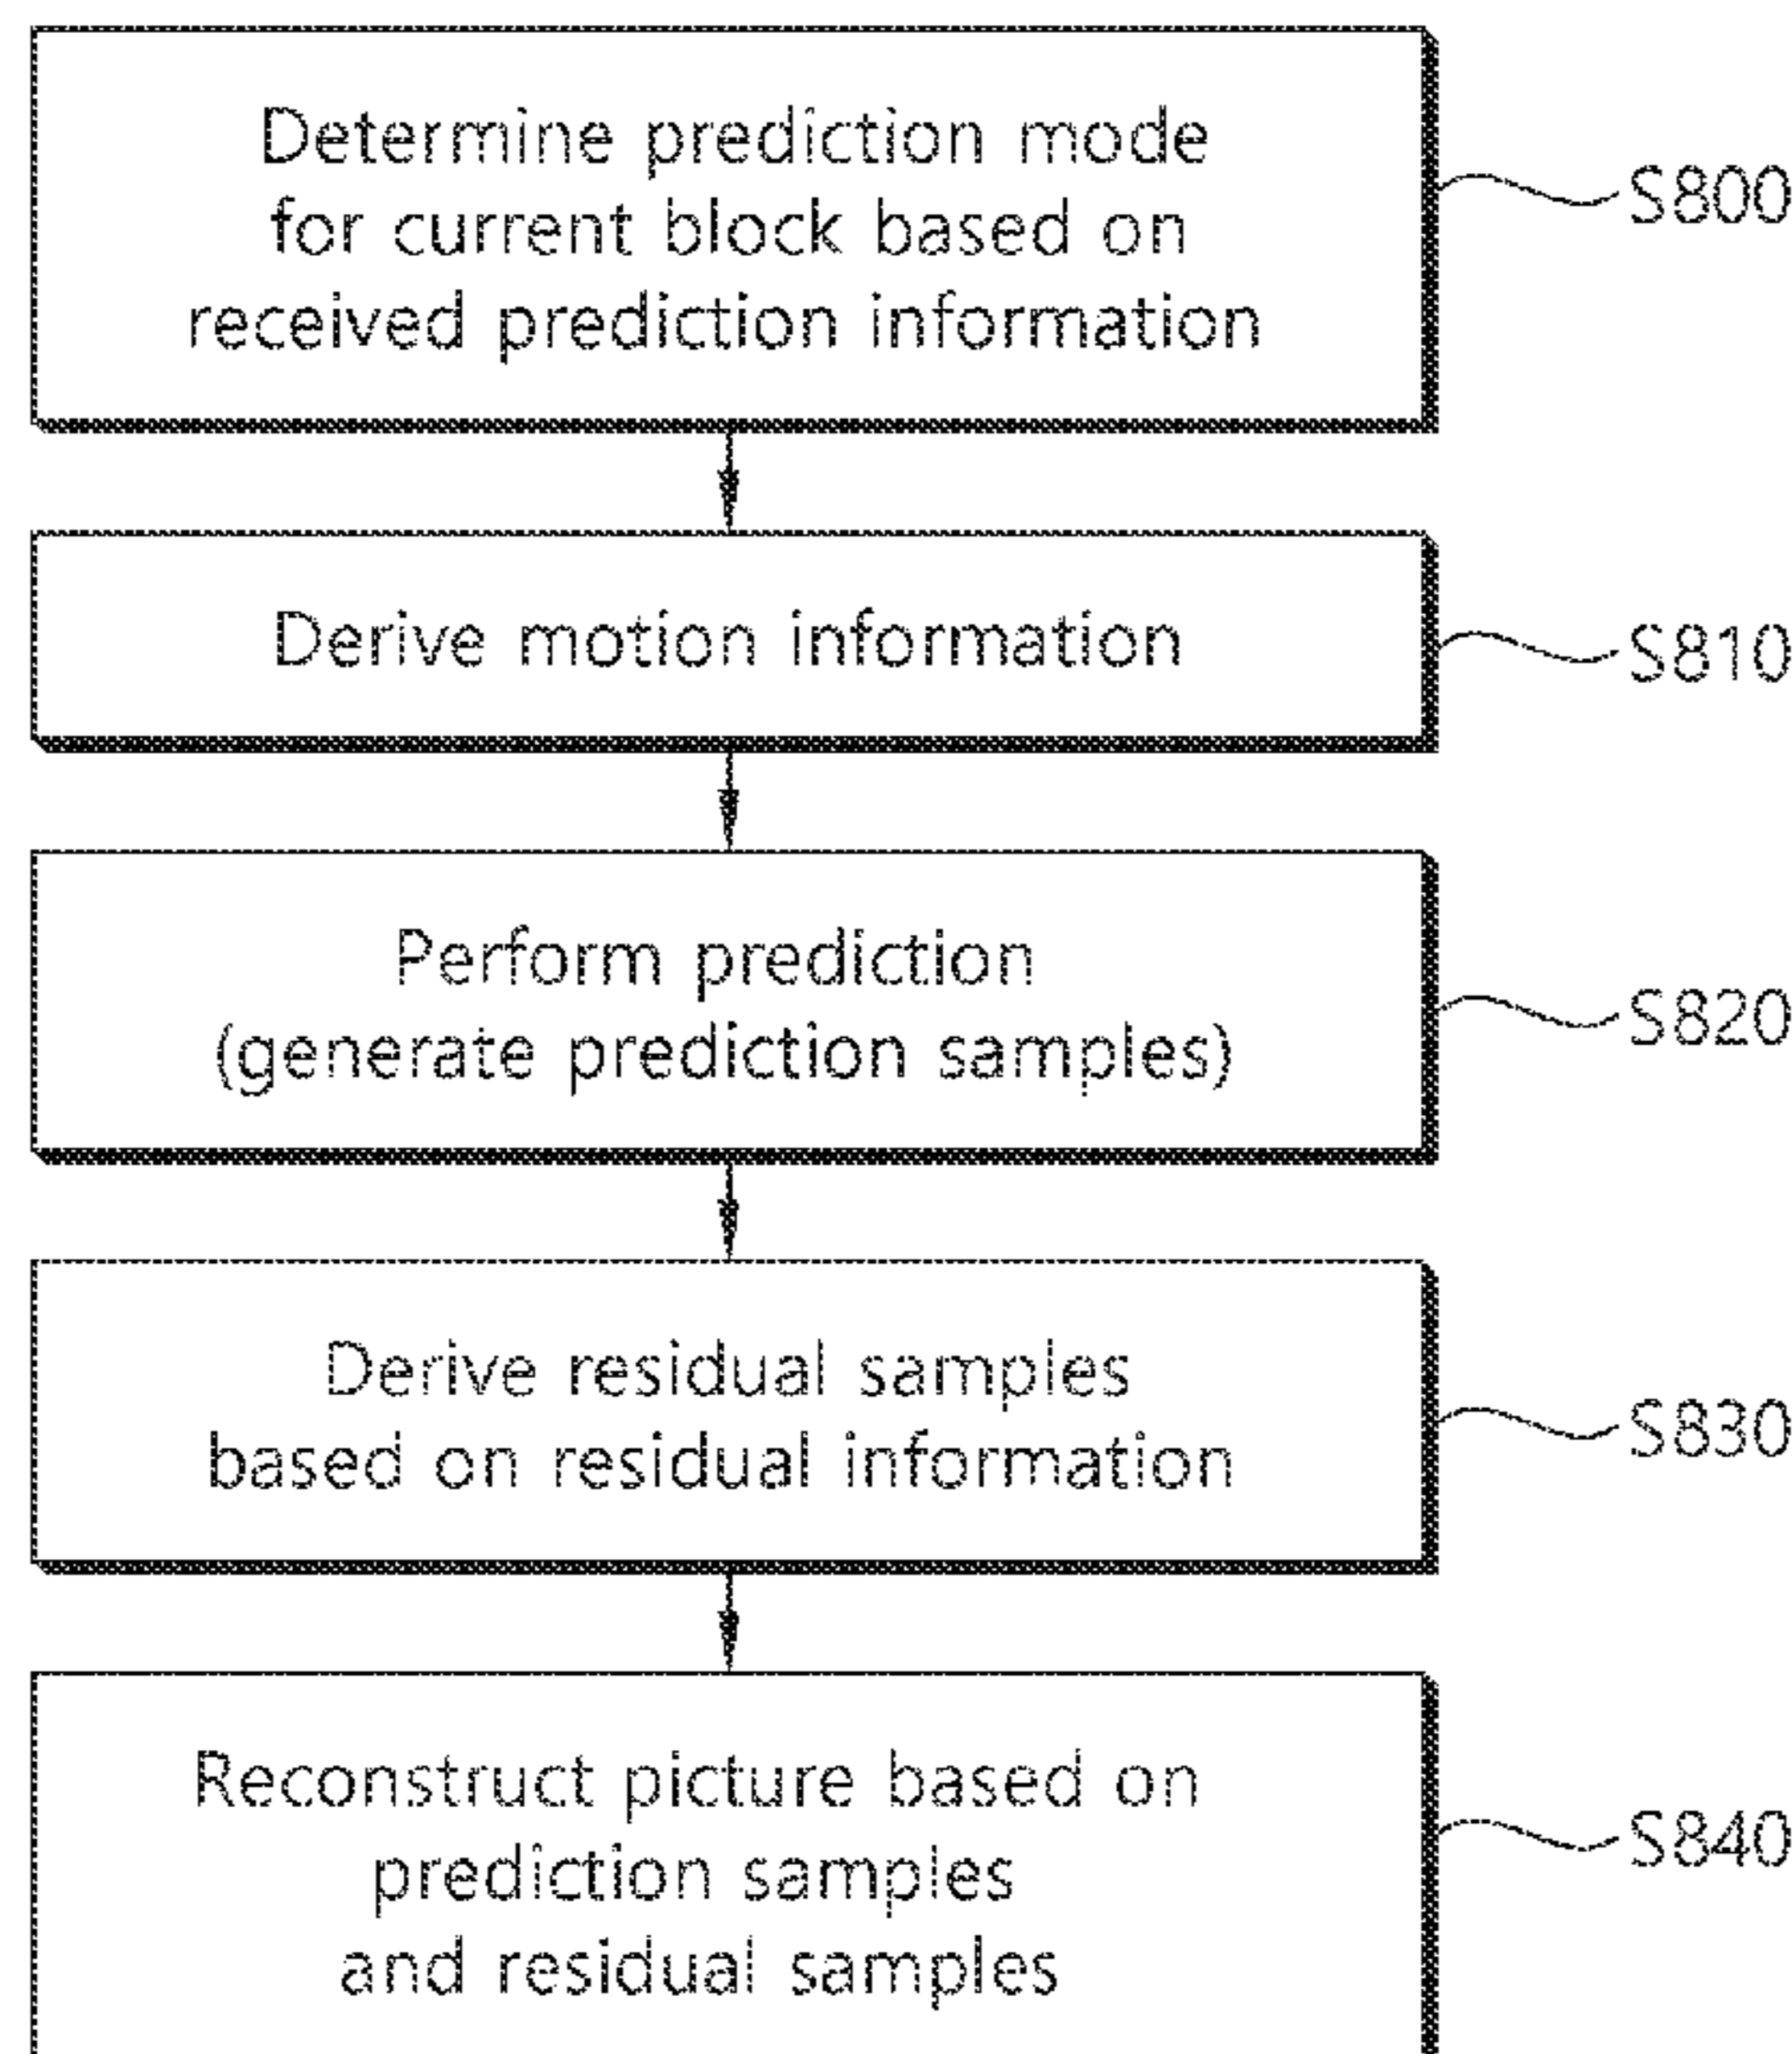 Determine prediction mode
for current block based on
received prediction information
S800
Derive motion information
S810
Perform prediction
(generate prediction samples)
S820
Derive residual samples
based on residual information
S830
Reconstruct picture based on
prediction samples
and residual samples
S840